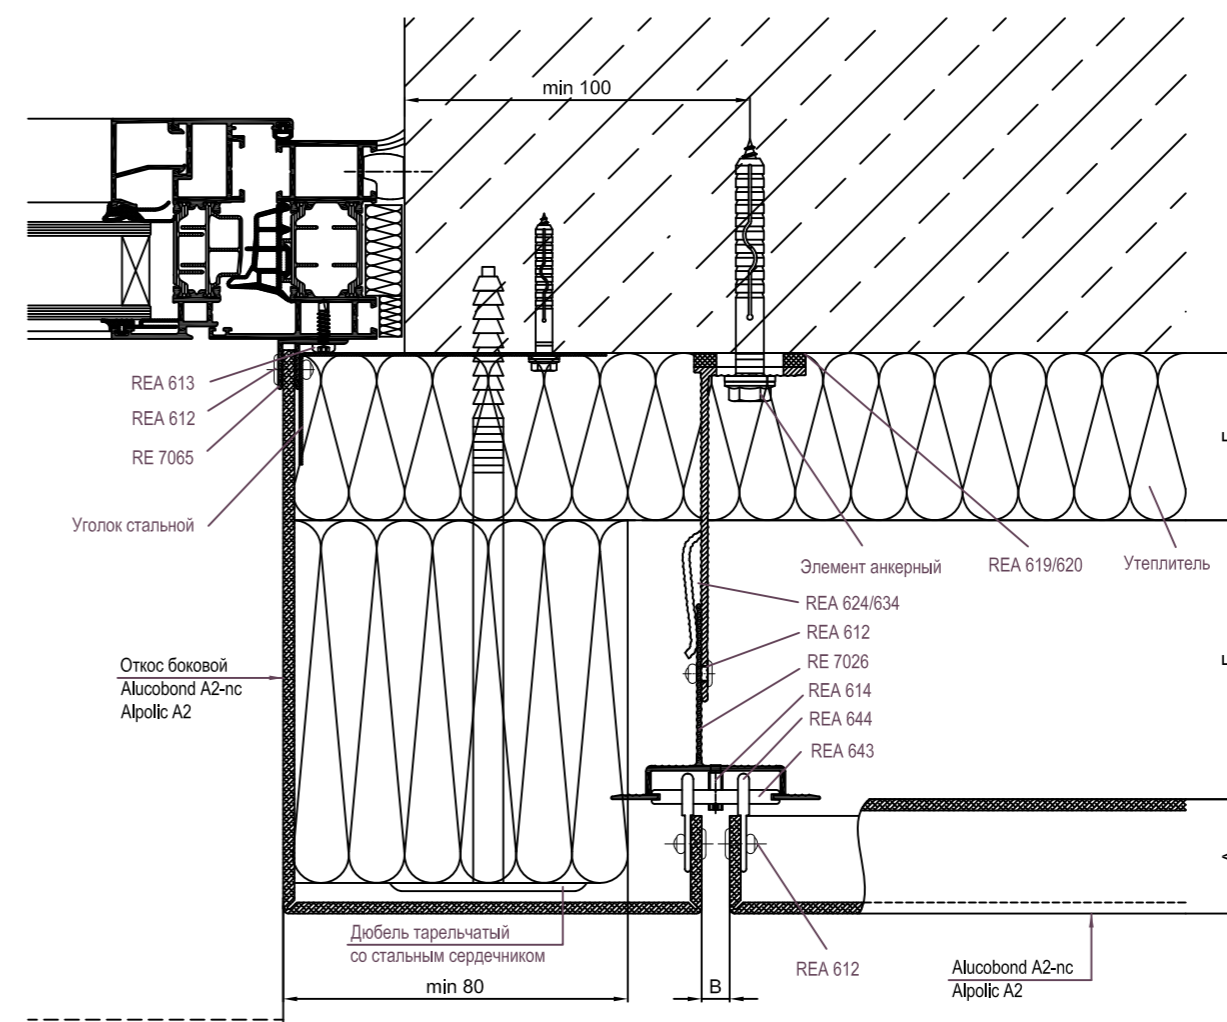 min 100
REA 613
REA 612
RE 7065
Уголок стальной
Элемент анкерный
REA 619/620
Утеплитель
REA 624/634
REA 612
RE 7026
REA 614
REA 644
REA 643
Откос боковой
Alucobond A2-nc
Alpolic A2
Дюбель тарельчатый
со стальным сердечником
REA 612
Alucobond A2-nc
Alpolic A2
min 80
B